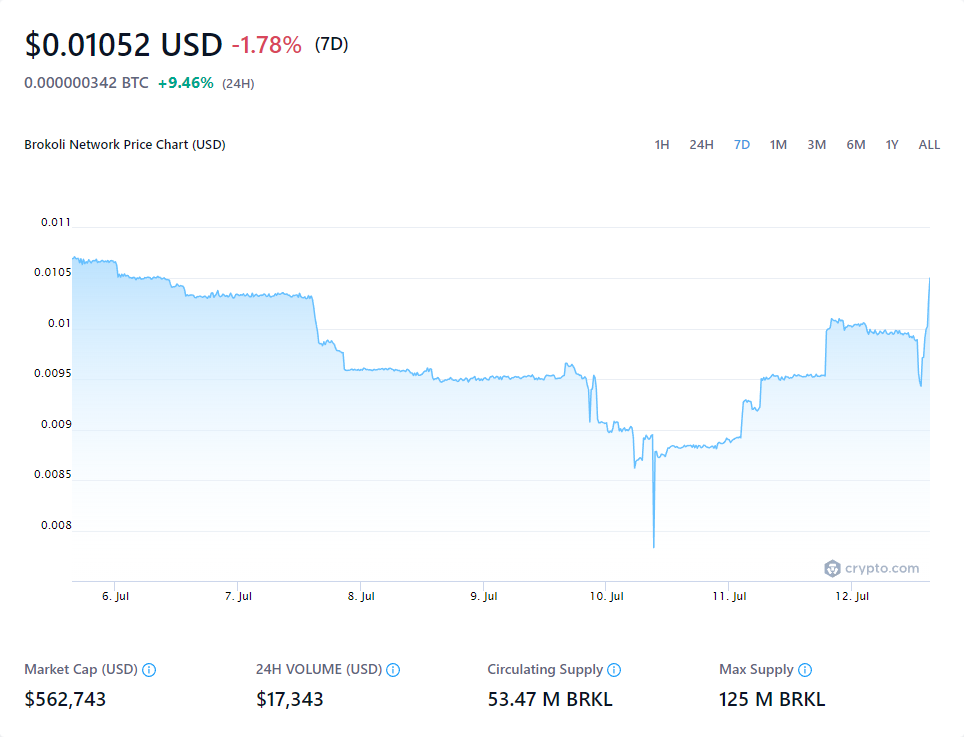 $0.01052 USD -1.78% (7D)
0.000000342 BTC +9.46% (24H)
Brokoli Network Price Chart (USD)
1H 24H 7D 1M 3M 6M 1Y ALL
0.011
0.0105
0.01
0.0095
0.009
0.0085
0.008
crypto.com
6. Jul 7. Jul 8. Jul 9. Jul 10. Jul 11. Jul 12. Jul
Market Cap (USD) 24H VOLUME (USD) Circulating Supply Max Supply
$562,743 $17,343 53.47 M BRKL 125 M BRKL